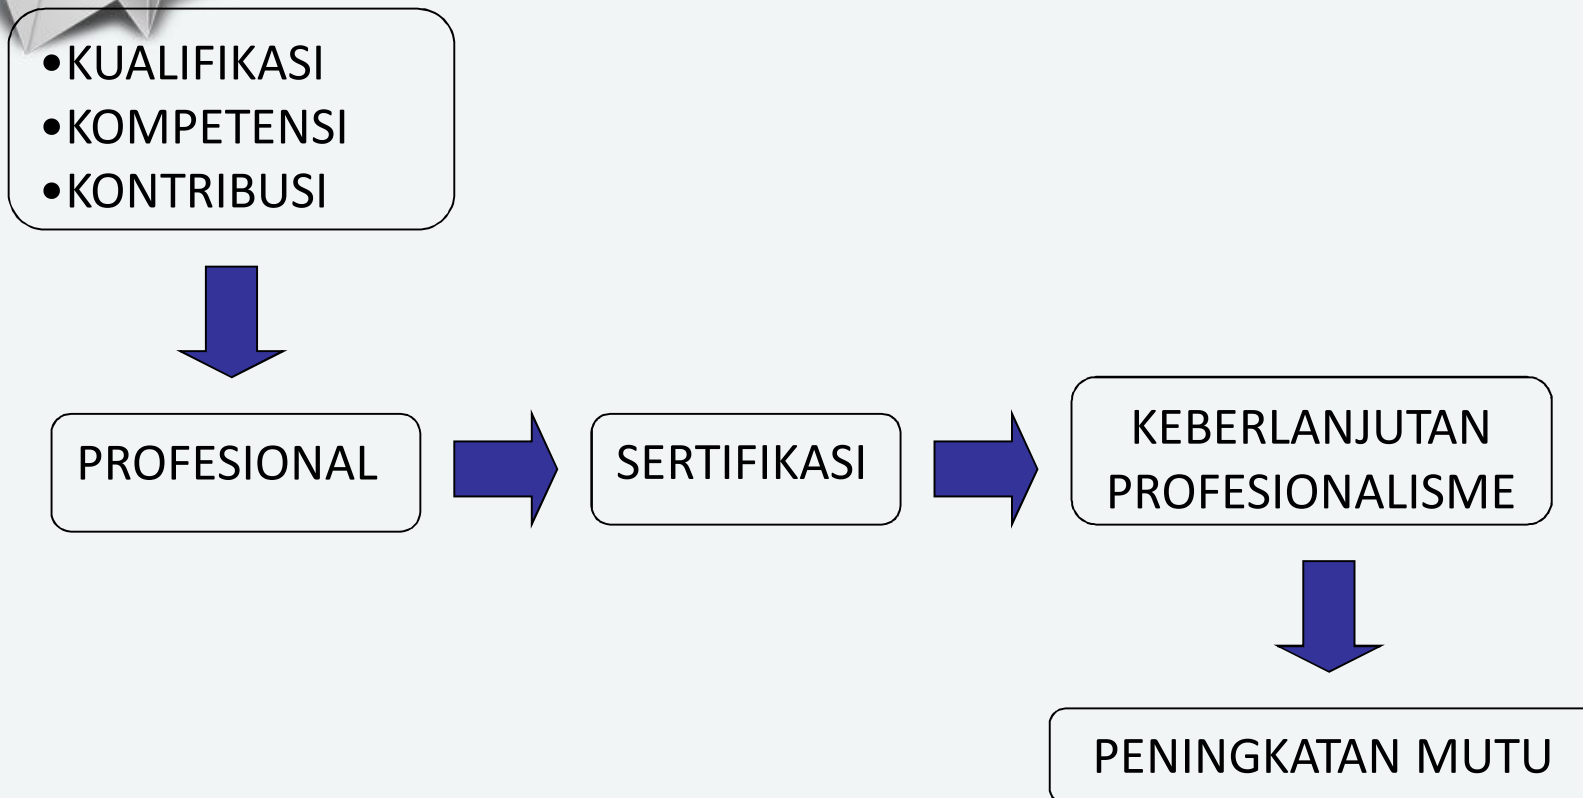 •KUALIFIKASI
•KOMPETENSI
•KONTRIBUSI
PROFESIONAL
SERTIFIKASI
KEBERLANJUTAN
PROFESIONALISME
PENINGKATAN MUTU